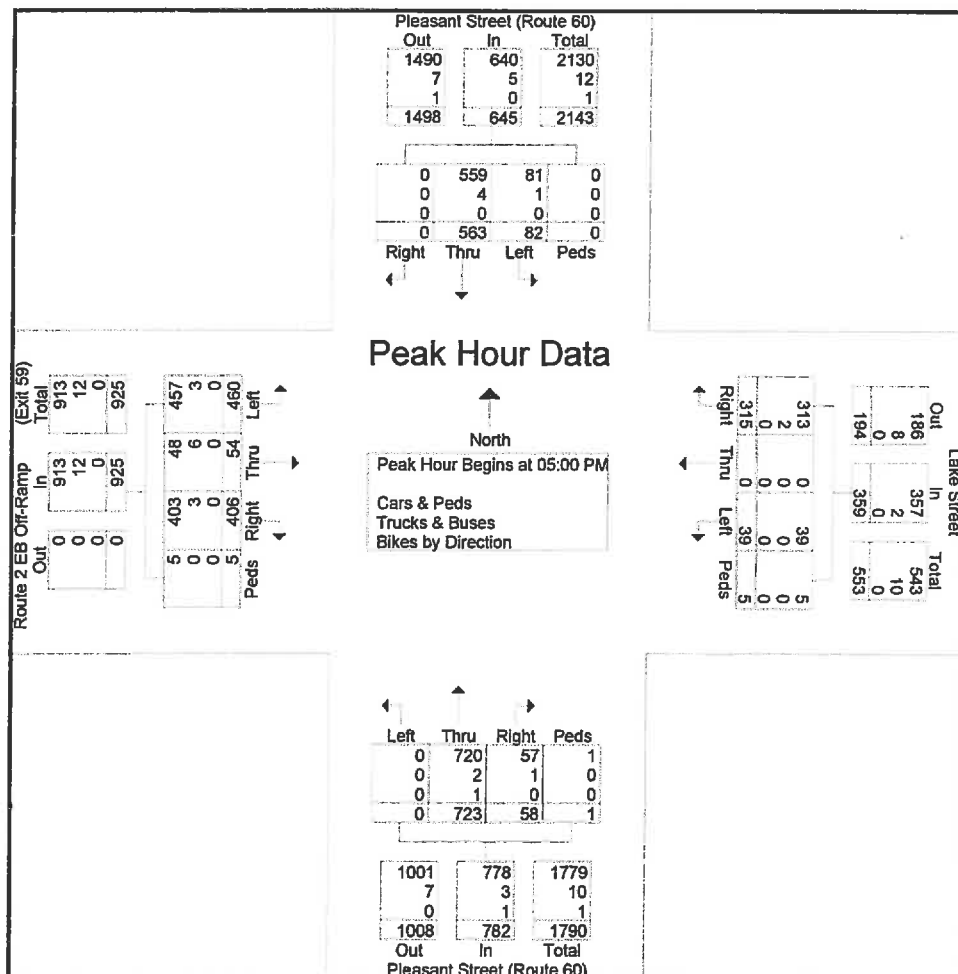 Pleasant Street (Route 60)
Out In Total
1490 640 2130
7 5 12
1 0 1
1498 645 2143
0 559 81 0
0 4 1 0
0 0 0 0
0 563 82 0
Right Thru Left Peds
Peak Hour Data
North
Peak Hour Begins at 05:00 PM
Cars & Peds
Trucks & Buses
Bikes by Direction
Route 2 EB Off-Ramp (Exit 59)
Out In Total
0 913 913
0 12 12
0 0 0
0 925 925
457 3 0 460 Left
48 6 0 54 Thru
403 3 0 406 Right
5 0 0 5 Peds
Lake Street
Out In Total
186 357 543
8 2 10
0 0 0
194 359 553
Right Thru Left Peds
313 0 39 5
2 0 0 0
0 0 0 0
315 0 39 5
Left Thru Right Peds
0 720 57 1
0 2 1 0
0 1 0 0
0 723 58 1
1001 778 1779
7 3 10
0 1 1
1008 782 1790
Out In Total
Pleasant Street (Route 60)